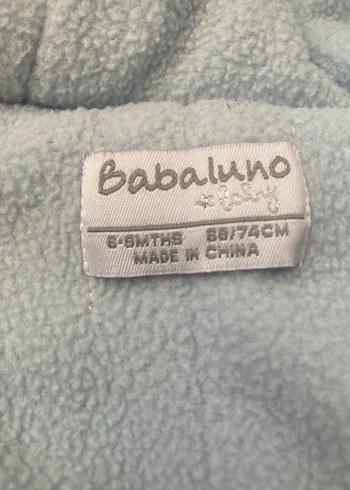 Babaluno
baby
6-9MTHS 68/74CM
MADE IN CHINA